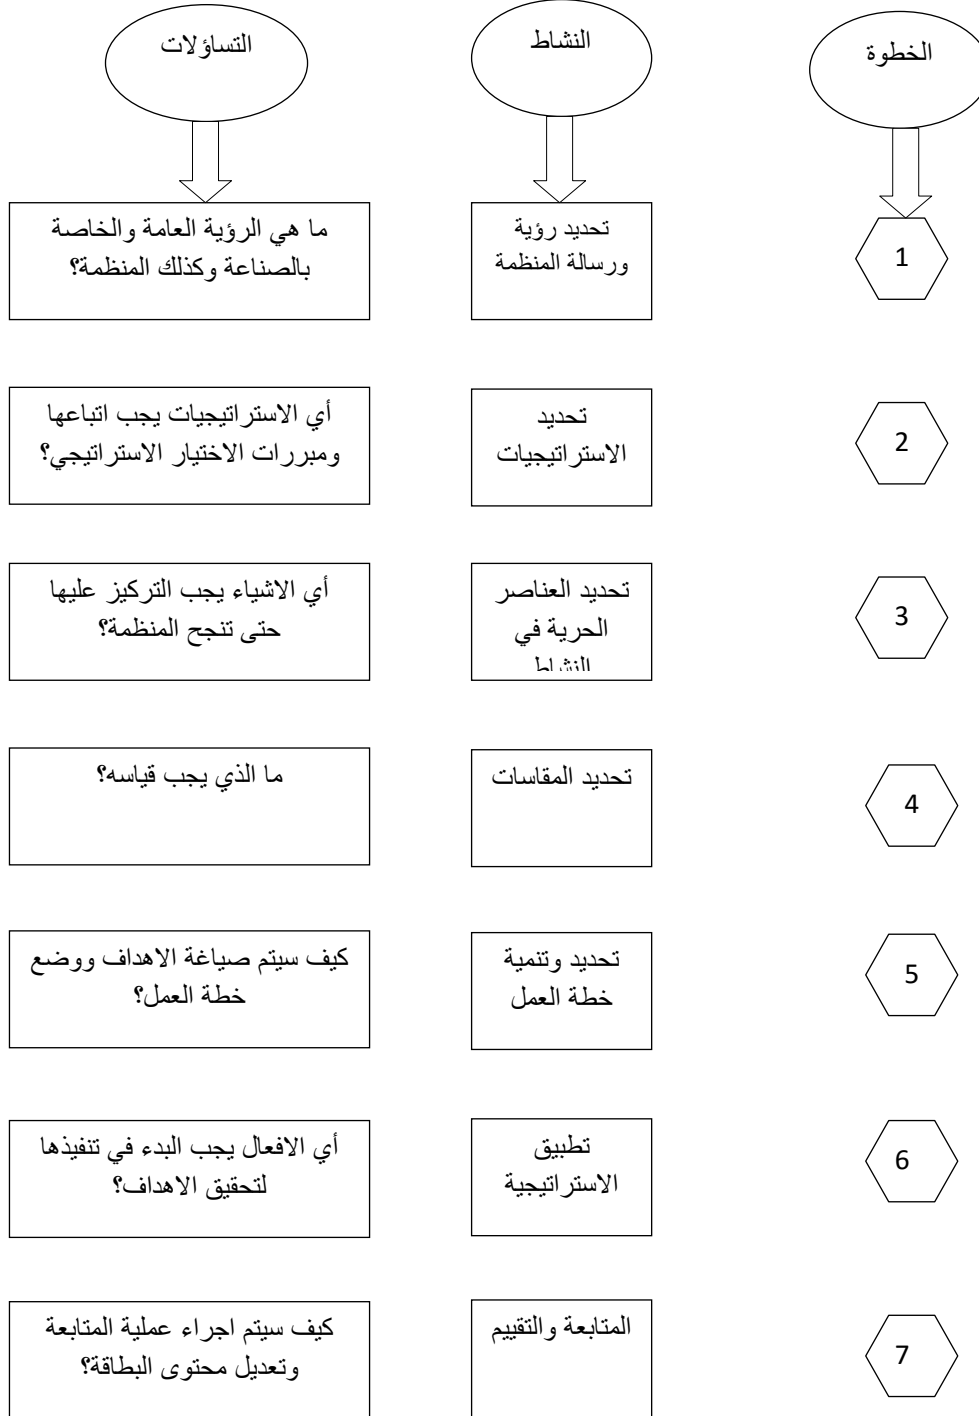 الخطوة
النشاط
التساؤلات
1
تحديد رؤية
ورسالة المنظمة
ما هي الرؤية العامة والخاصة
بالصناعة وكذلك المنظمة؟
2
تحديد
الاستراتيجيات
أي الاستراتيجيات يجب اتباعها
ومبررات الاختيار الاستراتيجي؟
3
تحديد العناصر
الحرية في
النشاط
أي الاشياء يجب التركيز عليها
حتى تنجح المنظمة؟
4
تحديد المقاسات
ما الذي يجب قياسه؟
5
تحديد وتنمية
خطة العمل
كيف سيتم صياغة الاهداف ووضع
خطة العمل؟
6
تطبيق
الاستراتيجية
أي الافعال يجب البدء في تنفيذها
لتحقيق الاهداف؟
7
المتابعة والتقييم
كيف سيتم اجراء عملية المتابعة
وتعديل محتوى البطاقة؟